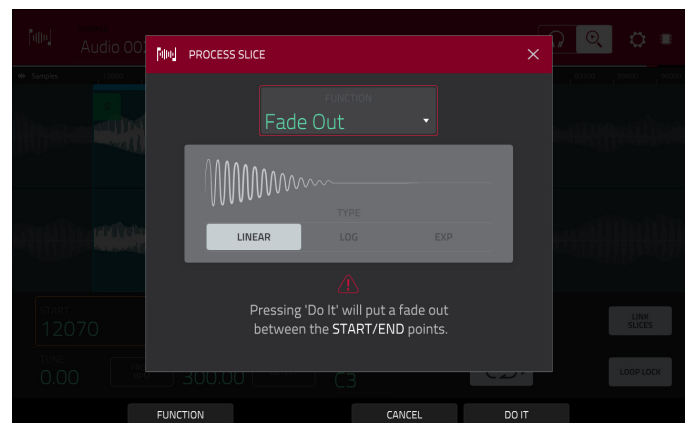 Audio 002
PROCESS SLICE
Samples
FUNCTION
Fade Out
TYPE
LINEAR LOG EXP
Pressing 'Do It' will put a fade out
between the START/END points.
START
12070
LINK
SLICES
TUNE
0.00
300.00
C3
LOOP LOCK
FUNCTION CANCEL DO IT